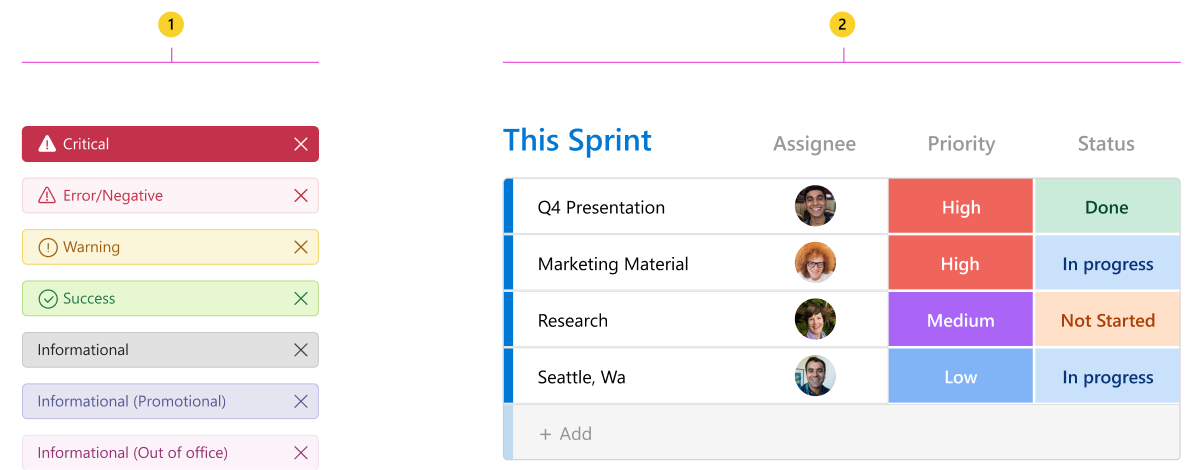 1
Critical
Error/Negative
Warning
Success
Informational
Informational (Promotional)
Informational (Out of office)
2
This Sprint Assignee Priority Status
Q4 Presentation High Done
Marketing Material High In progress
Research Medium Not Started
Seattle, Wa Low In progress
+ Add